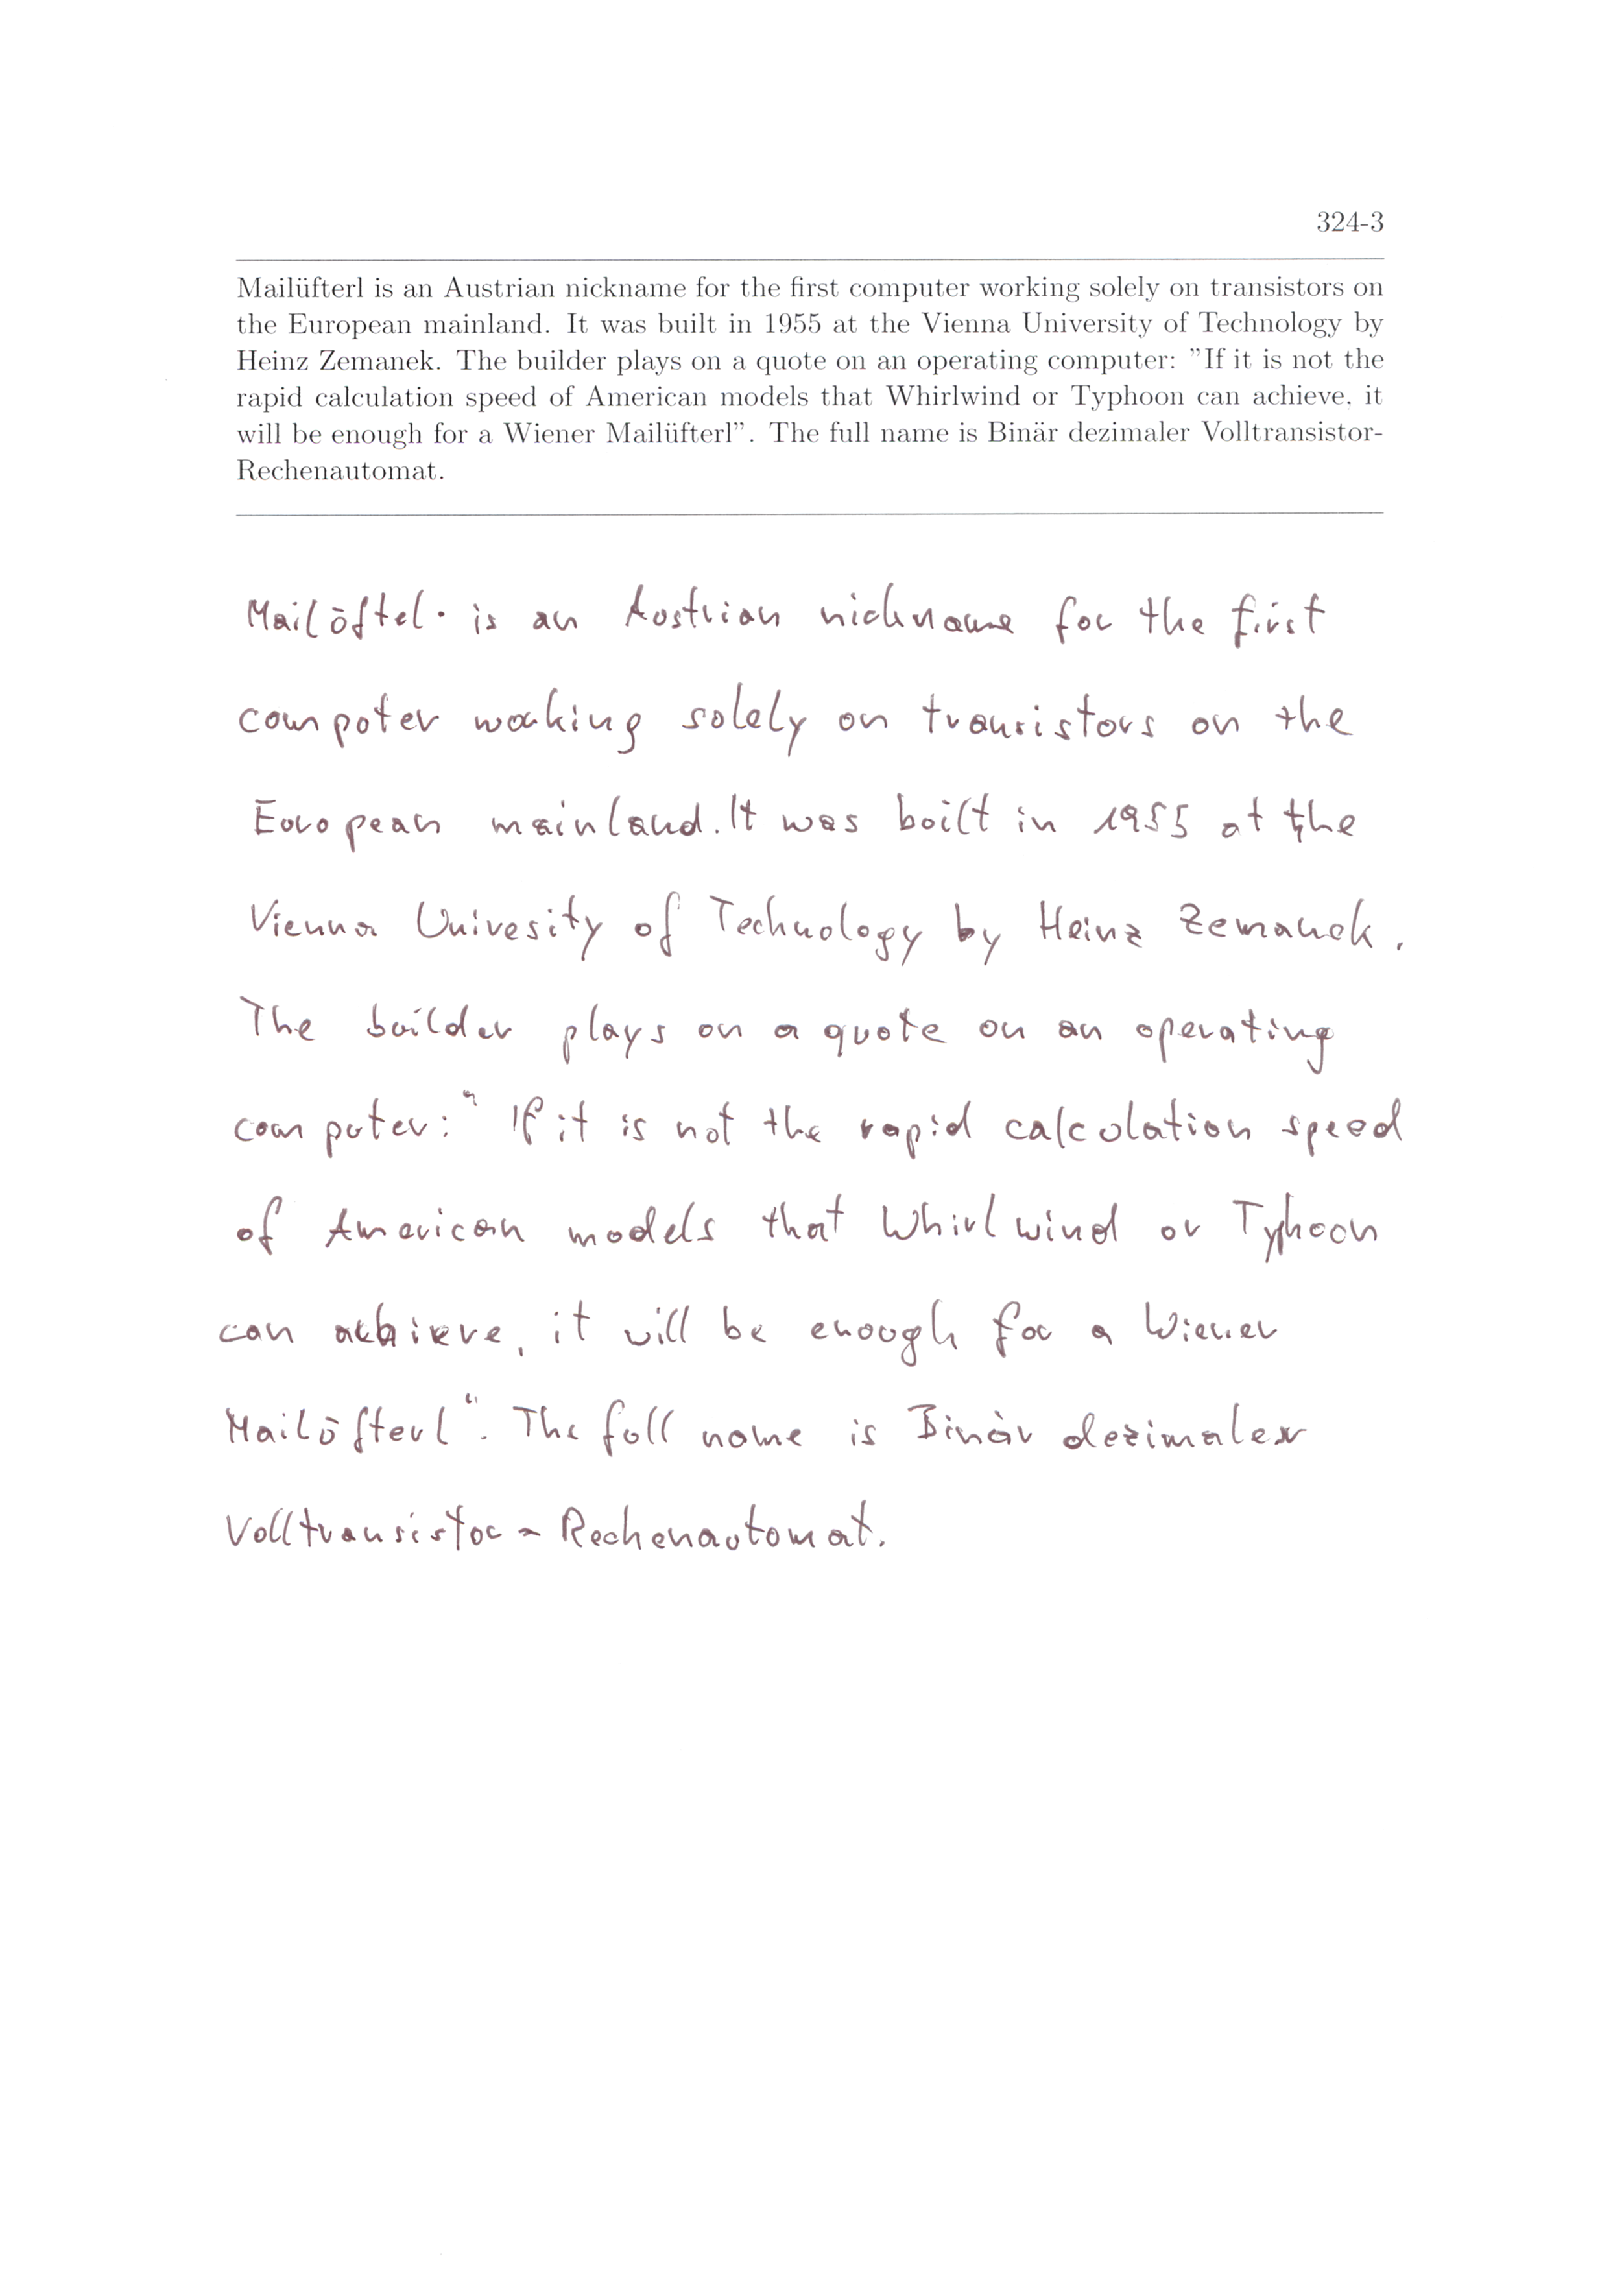 324-3
Mailüfterl is an Austrian nickname for the first computer working solely on transistors on
the European mainland. It was built in 1955 at the Vienna University of Technology by
Heinz Zemanek. The builder plays on a quote on an operating computer: "If it is not the
rapid calculation speed of American models that Whirlwind or Typhoon can achieve, it
will be enough for a Wiener Mailüfterl". The full name is Binär dezimaler Volltransistor-
Rechenautomat.
Mailüftel. is an Austrian nickname for the first
computer working solely on transistors on the
European mainland. It was built in 1955 at the
Vienna Univesity of Technology by Heinz Zemanek.
The builder plays on a quote on an operating
computer: "If it is not the rapid calculation speed
of American models that Whirlwind or Typhoon
can achieve, it will be enough for a Wiener
Mailüfterl". The full name is Binär dezimaler
Volltransistor-Rechenautomat.